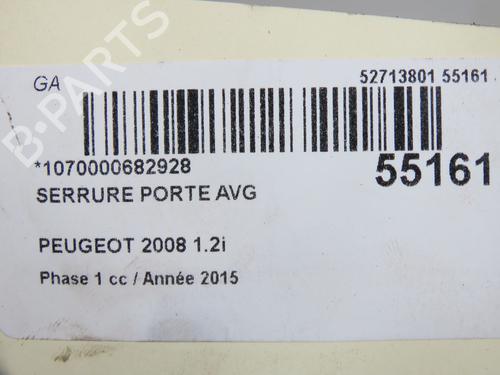 GA
52713801 55161
*1070000682928
55161
SERRURE PORTE AVG
PEUGEOT 2008 1.2i
Phase 1 cc / Année 2015
B-PARTS